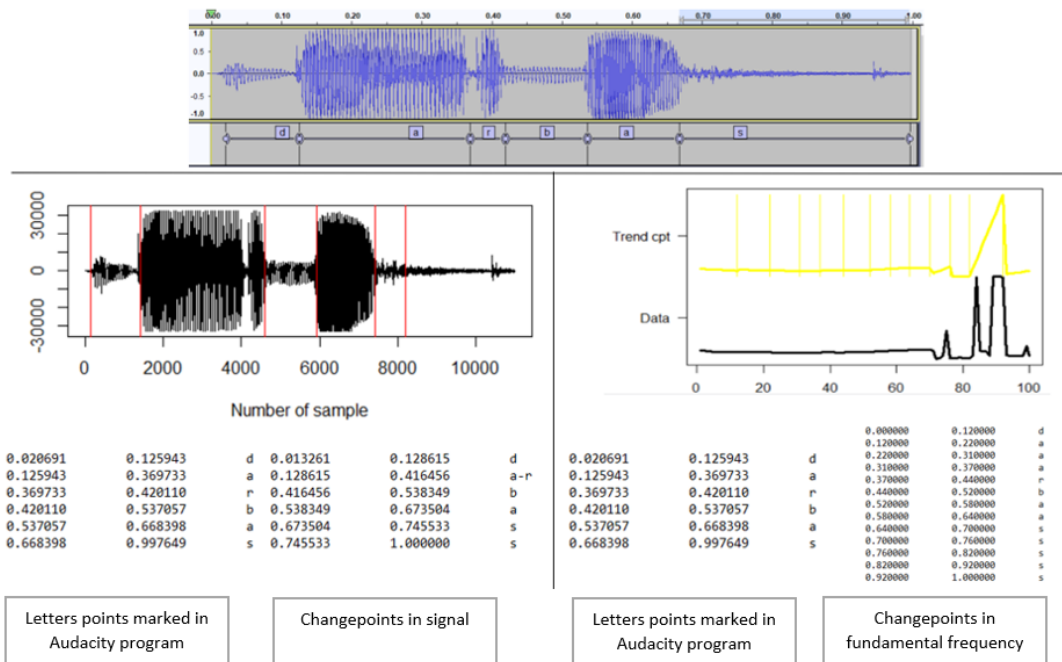 0.00 0.10 0.20 0.30 0.40 0.50 0.60 0.70 0.80 0.90 1.00
1.0
0.5
0.0
-0.5
-1.0
d a r b a s
30000
0
-30000
0 2000 4000 6000 8000 10000
Number of sample
Trend cpt
Data
0 20 40 60 80 100
0.020691 0.125943 d 0.013261 0.128615 d
0.125943 0.369733 a 0.128615 0.416456 a-r
0.369733 0.420110 r 0.416456 0.538349 b
0.420110 0.537057 b 0.538349 0.673504 a
0.537057 0.668398 a 0.673504 0.745533 s
0.668398 0.997649 s 0.745533 1.000000 s
0.020691 0.125943 d
0.125943 0.369733 a
0.369733 0.420110 r
0.420110 0.537057 b
0.537057 0.668398 a
0.668398 0.997649 s
0.000000 0.120000 d
0.120000 0.220000 a
0.220000 0.310000 a
0.310000 0.370000 a
0.370000 0.440000 r
0.440000 0.520000 b
0.520000 0.580000 a
0.580000 0.640000 a
0.640000 0.700000 s
0.700000 0.760000 s
0.760000 0.820000 s
0.820000 0.920000 s
0.920000 1.000000 s
Letters points marked in
Audacity program
Changepoints in signal
Letters points marked in
Audacity program
Changepoints in
fundamental frequency